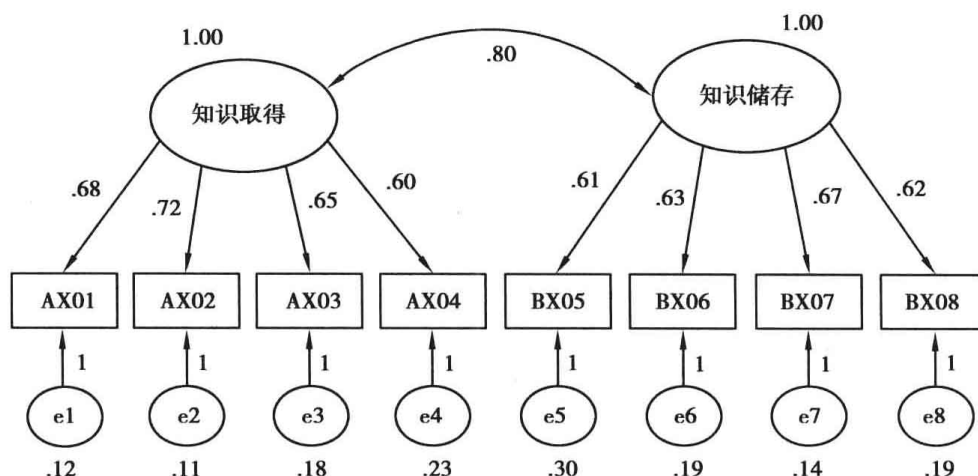 1.00
1.00
.80
知识取得
知识储存
.68
.72
.65
.60
.61
.63
.67
.62
AX01
AX02
AX03
AX04
BX05
BX06
BX07
BX08
1
1
1
1
1
1
1
1
e1
e2
e3
e4
e5
e6
e7
e8
.12
.11
.18
.23
.30
.19
.14
.19